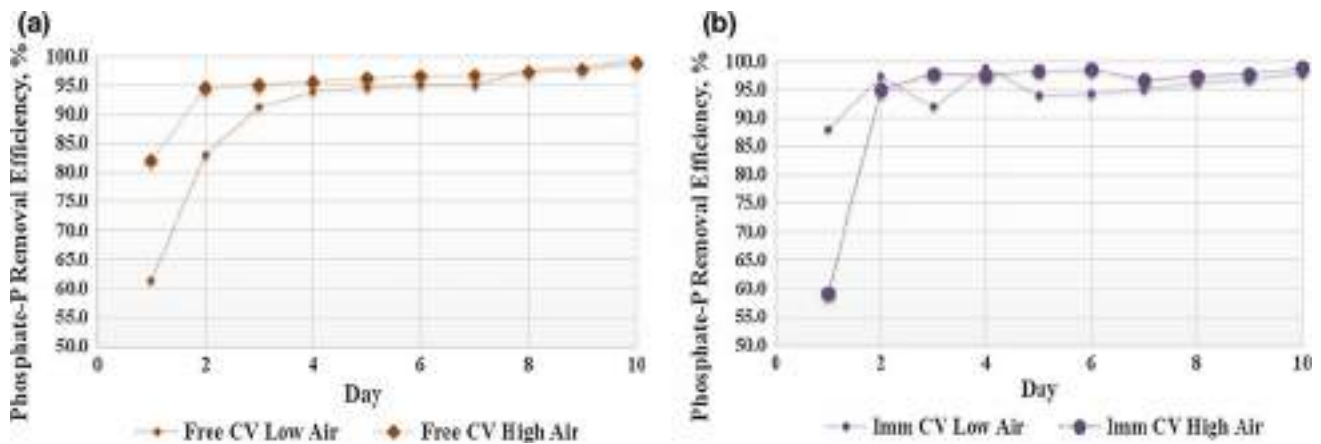 (a)
Phosphate-P Removal Efficiency, %
100.0
95.0
90.0
85.0
80.0
75.0
70.0
65.0
60.0
55.0
50.0
0 2 4 6 8 10
Day
Free CV Low Air Free CV High Air
(b)
Phosphate-P Removal Efficiency, %
100.0
95.0
90.0
85.0
80.0
75.0
70.0
65.0
60.0
55.0
50.0
0 2 4 6 8 10
Day
Imm CV Low Air Imm CV High Air